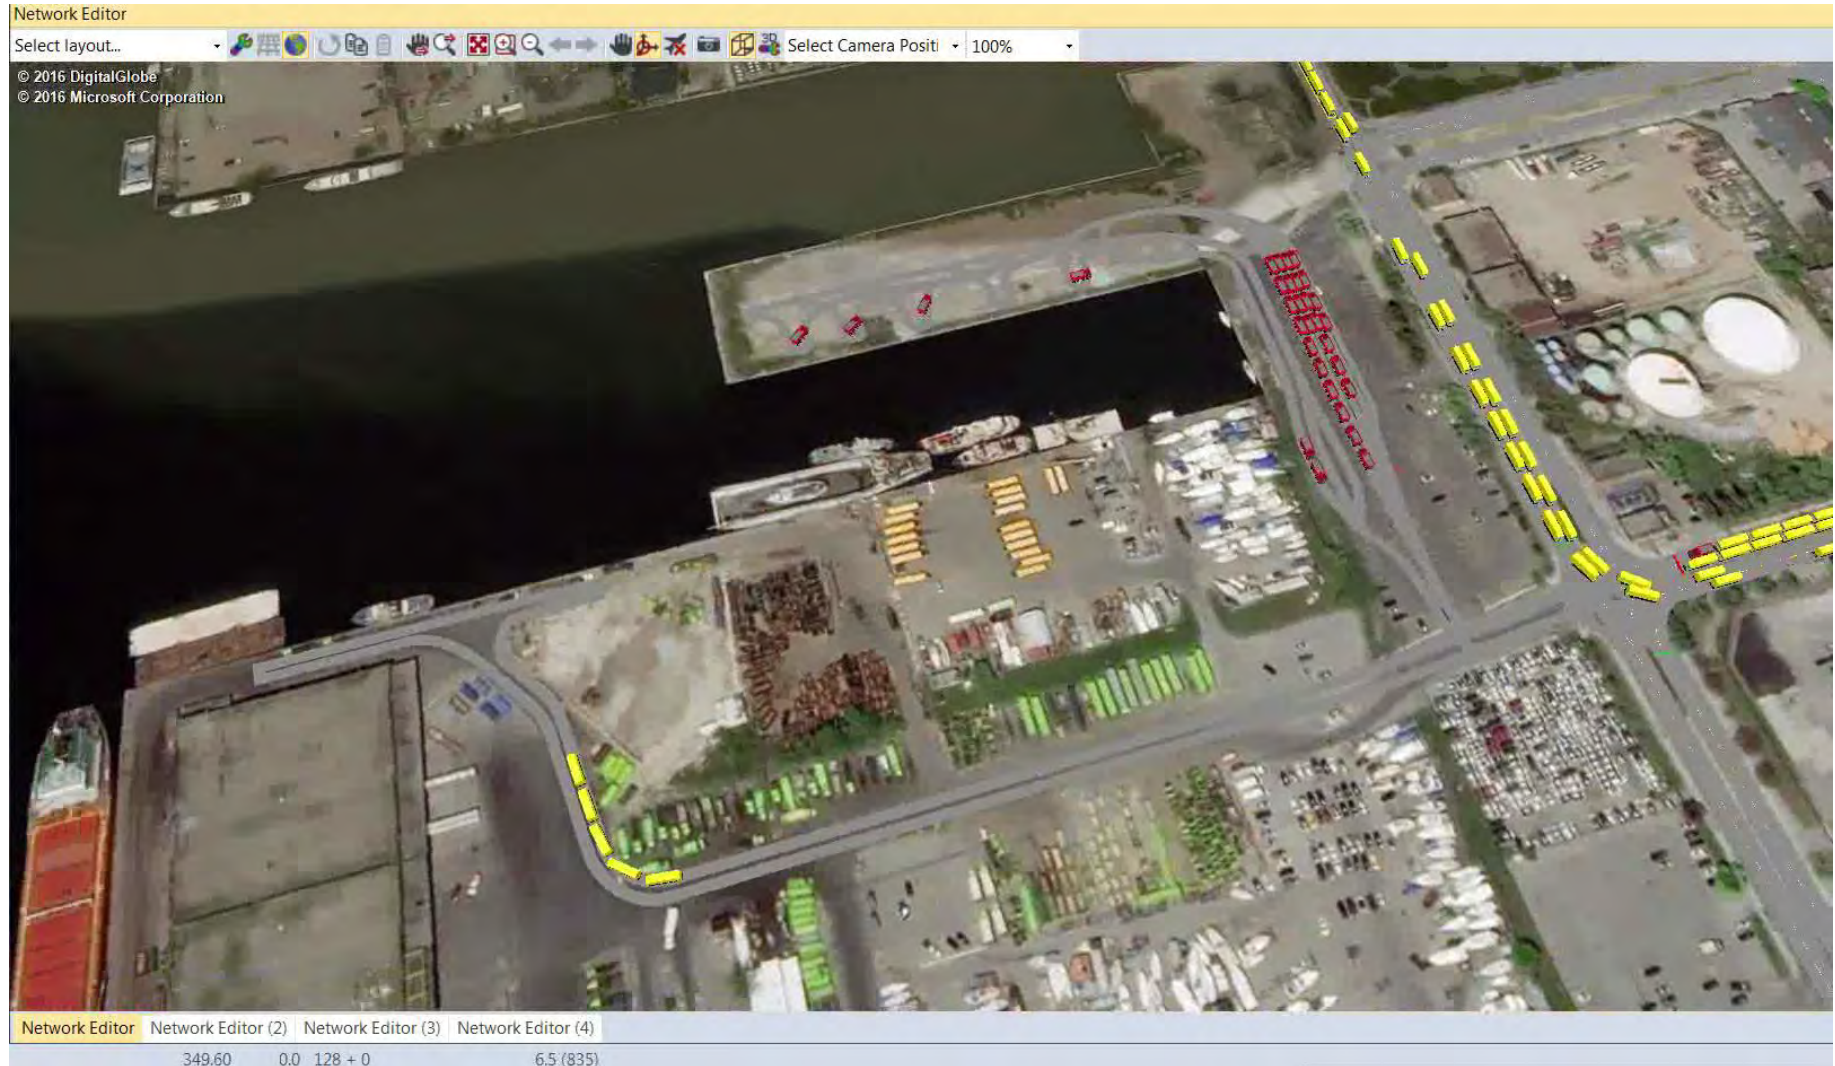 Network Editor
Select layout... 3D Select Camera Positi 100%
© 2016 DigitalGlobe
© 2016 Microsoft Corporation
Network Editor Network Editor (2) Network Editor (3) Network Editor (4)
349.60 0.0 128 + 0 6.5 (835)